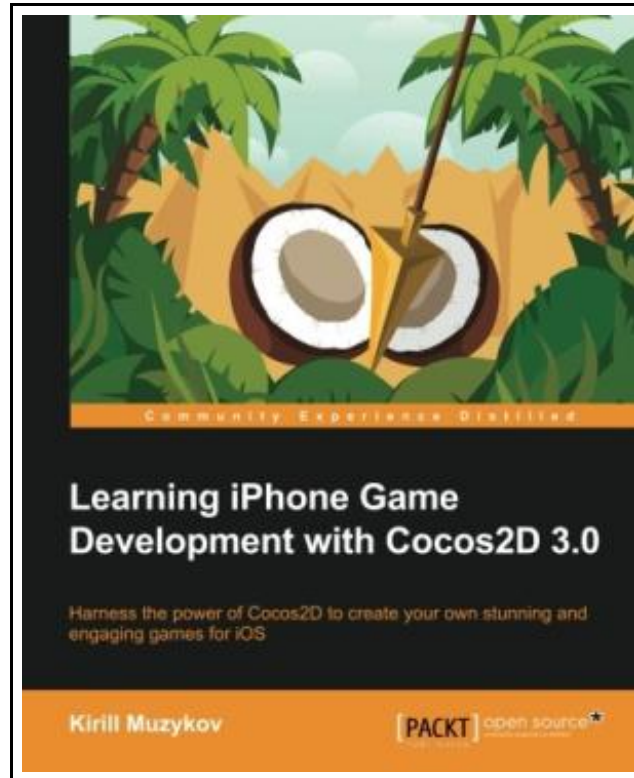 Community Experience Distilled
Learning iPhone Game
Development with Cocos2D 3.0
Harness the power of Cocos2D to create your own stunning and
engaging games for iOS
Kirill Muzykov
[PACKT] open source*